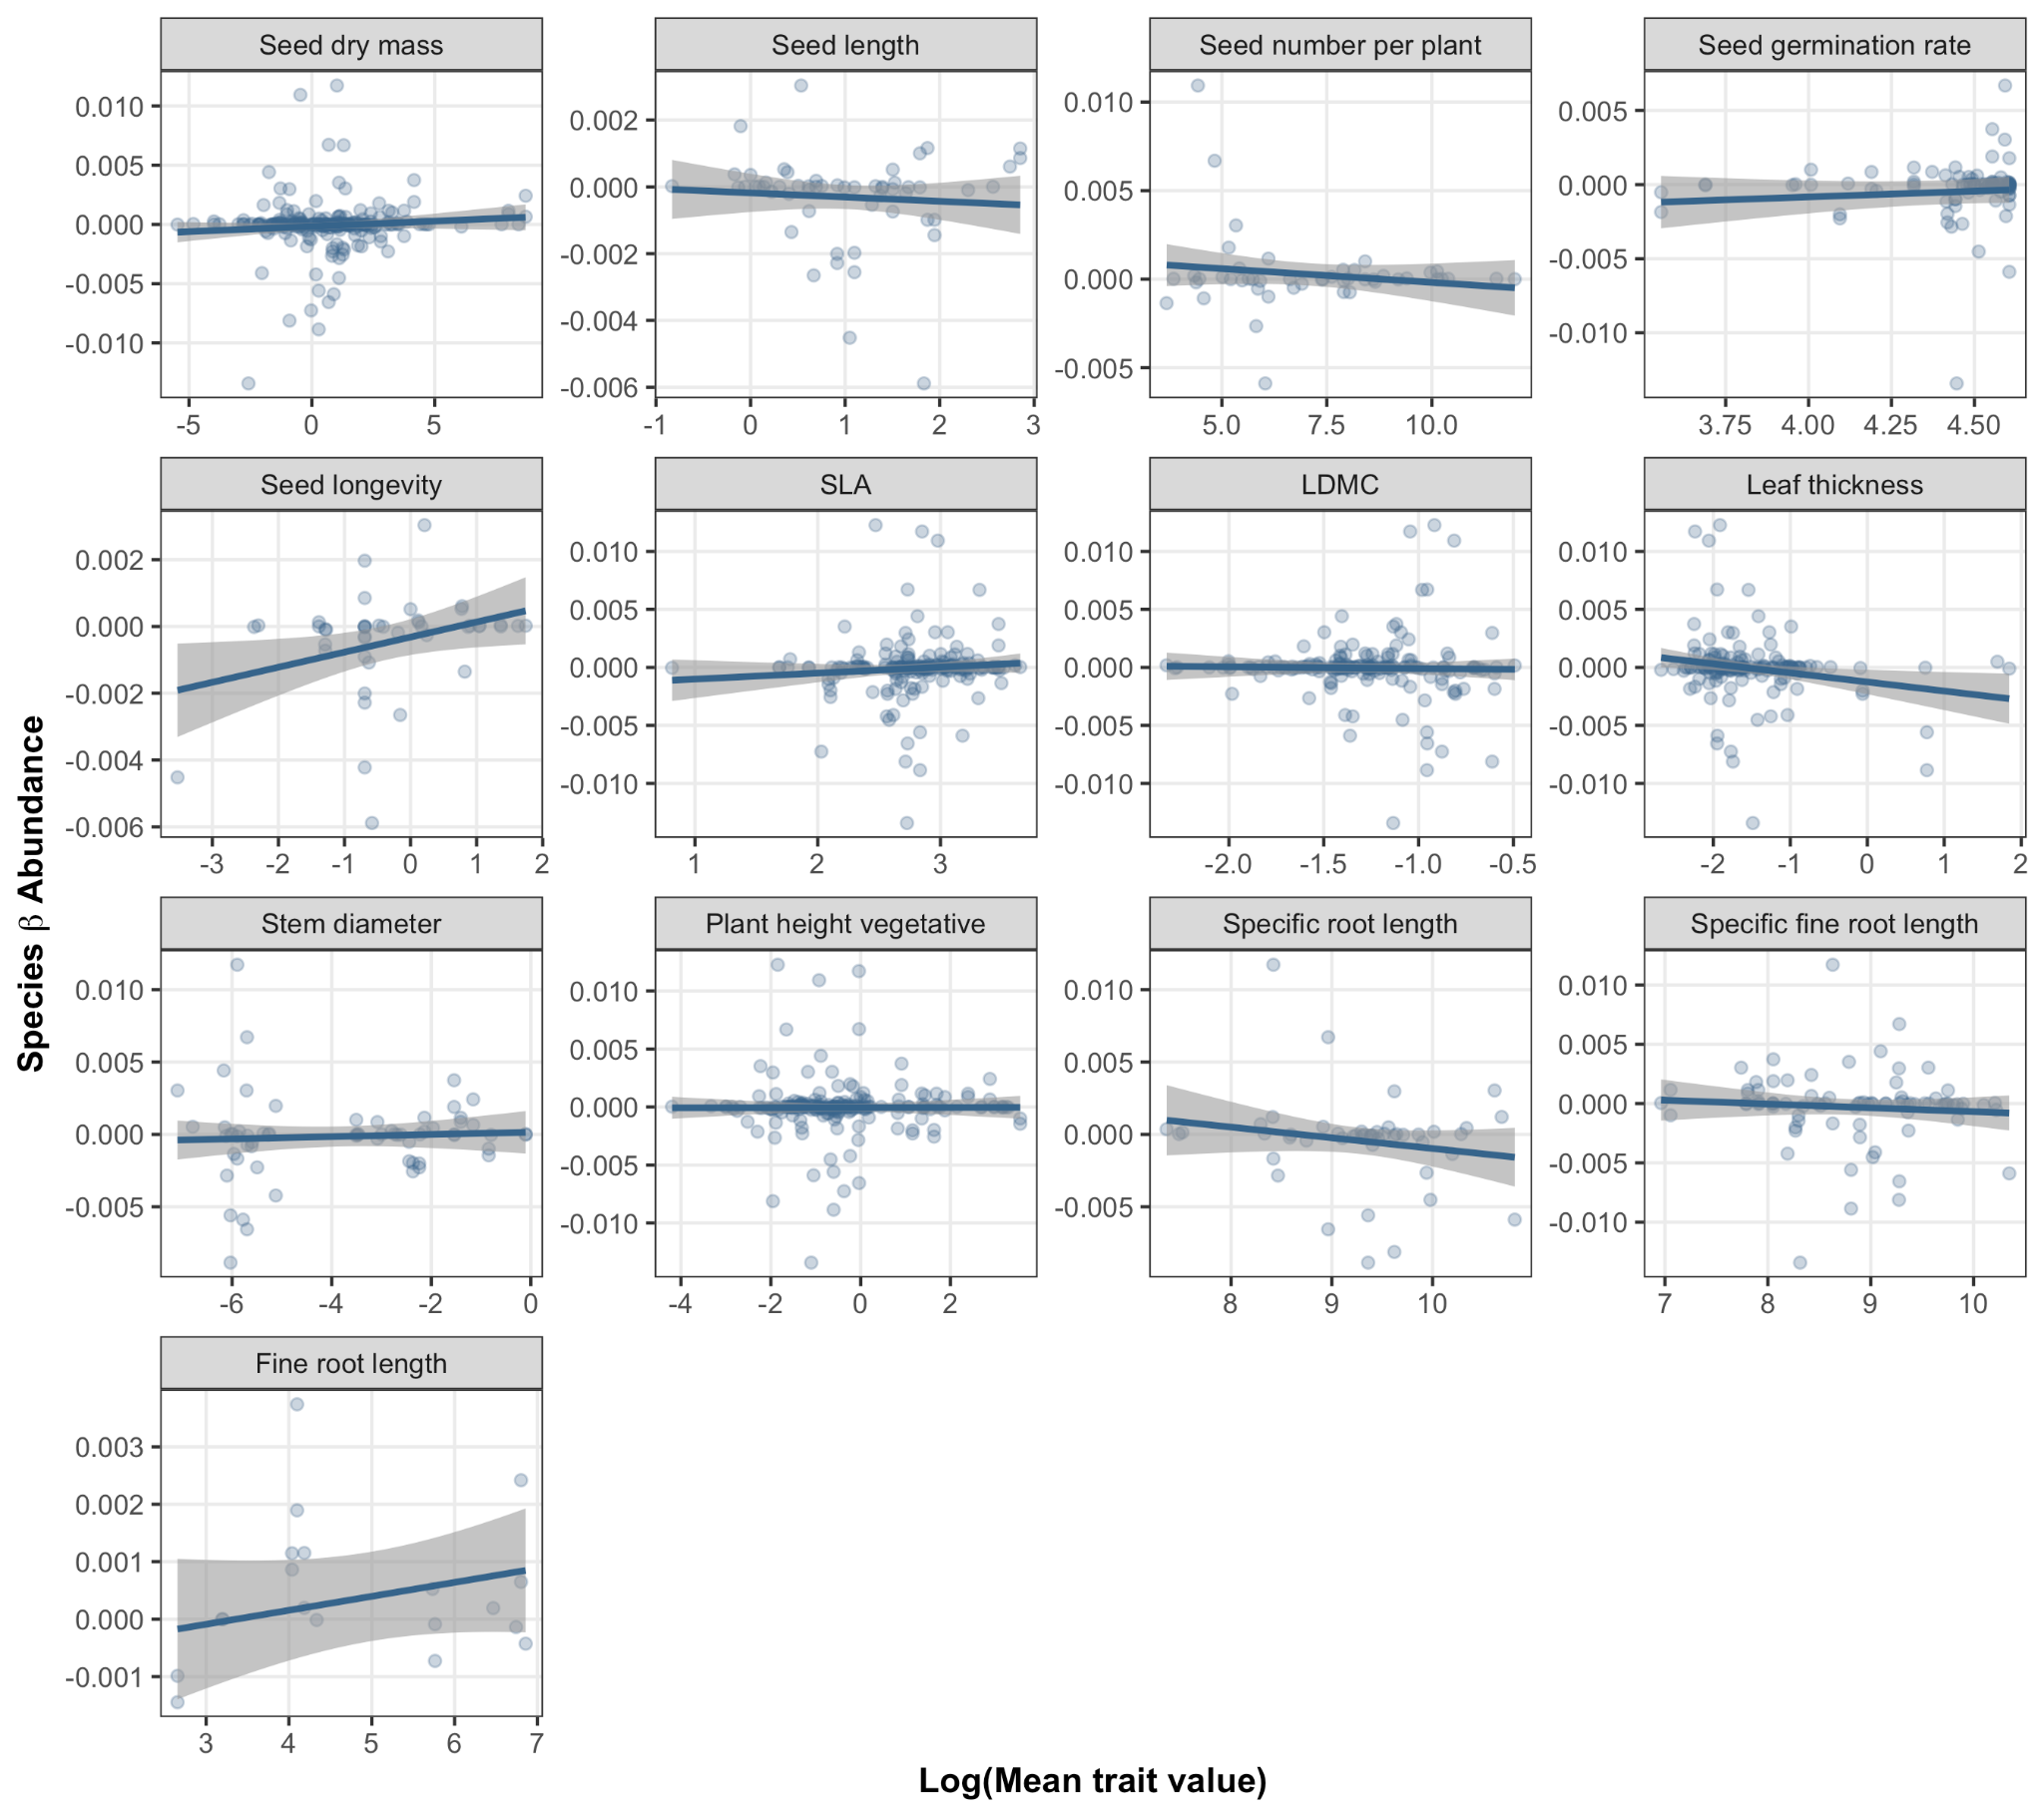 Seed dry mass
Seed length
Seed number per plant
Seed germination rate
0.010
0.005
0.000
-0.005
-0.010
-5 0 5
0.002
0.000
-0.002
-0.004
-0.006
-1 0 1 2 3
0.010
0.005
0.000
-0.005
5.0 7.5 10.0
0.005
0.000
-0.005
-0.010
3.75 4.00 4.25 4.50
Seed longevity
SLA
LDMC
Leaf thickness
0.002
0.000
-0.002
-0.004
-0.006
-3 -2 -1 0 1 2
0.010
0.005
0.000
-0.005
-0.010
1 2 3
0.010
0.005
0.000
-0.005
-0.010
-2.0 -1.5 -1.0 -0.5
0.010
0.005
0.000
-0.005
-0.010
-2 -1 0 1 2
Stem diameter
Plant height vegetative
Specific root length
Specific fine root length
0.010
0.005
0.000
-0.005
-6 -4 -2 0
0.010
0.005
0.000
-0.005
-0.010
-4 -2 0 2
0.010
0.005
0.000
-0.005
8 9 10
0.010
0.005
0.000
-0.005
-0.010
7 8 9 10
Fine root length
0.003
0.002
0.001
0.000
-0.001
3 4 5 6 7
Species β Abundance
Log(Mean trait value)